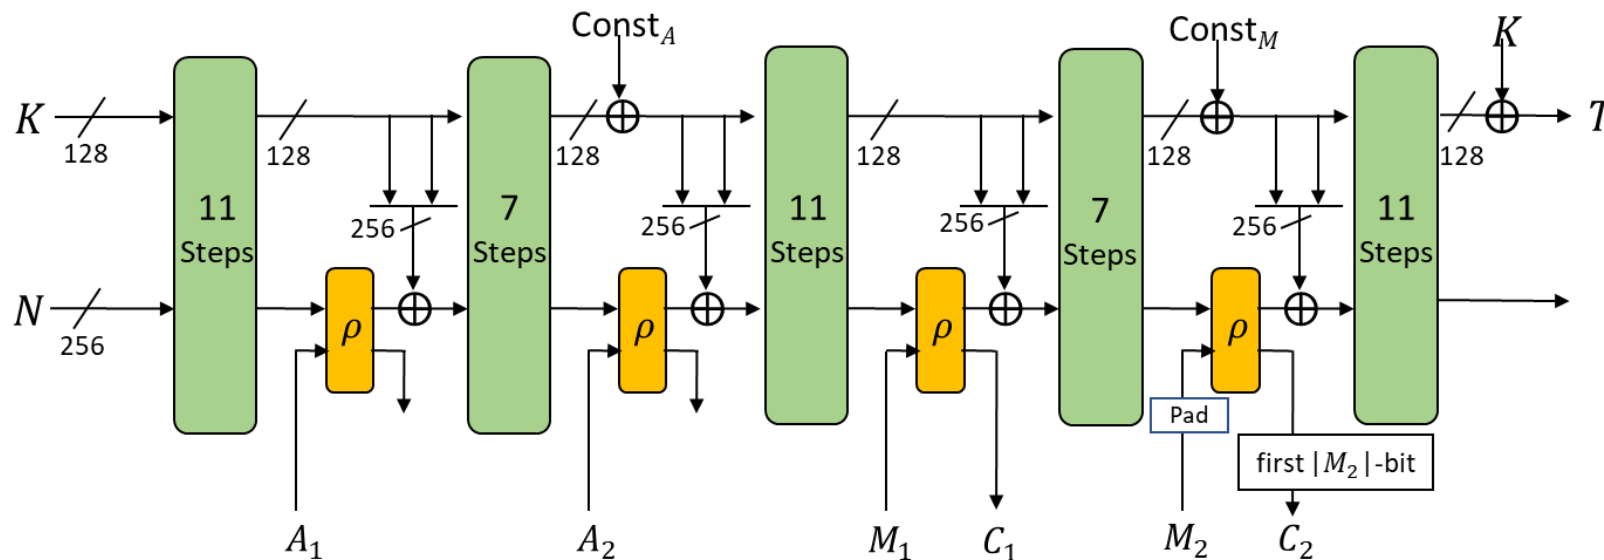 Const_A
Const_M
K
K
128
128
128
128
128
128
T
11
Steps
7
Steps
11
Steps
7
Steps
11
Steps
256
256
256
256
N
256
ρ
ρ
ρ
ρ
Pad
first |M_2|-bit
A_1
A_2
M_1
C_1
M_2
C_2